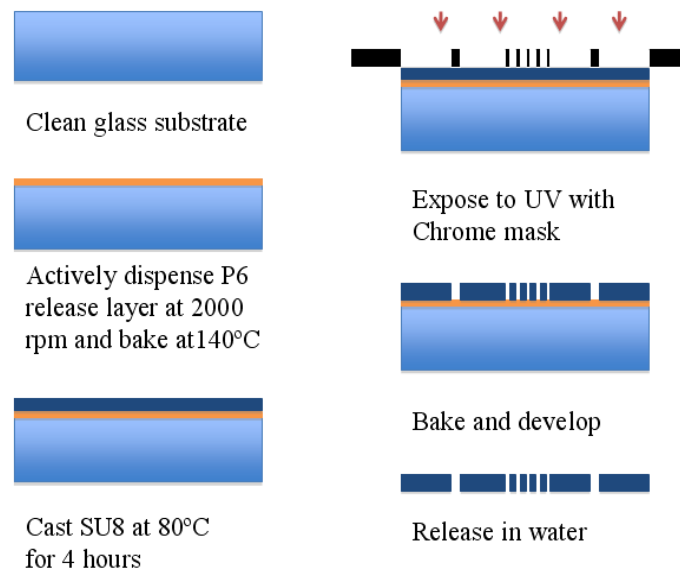 Clean glass substrate
Actively dispense P6
release layer at 2000
rpm and bake at140°C
Cast SU8 at 80°C
for 4 hours
Expose to UV with
Chrome mask
Bake and develop
Release in water